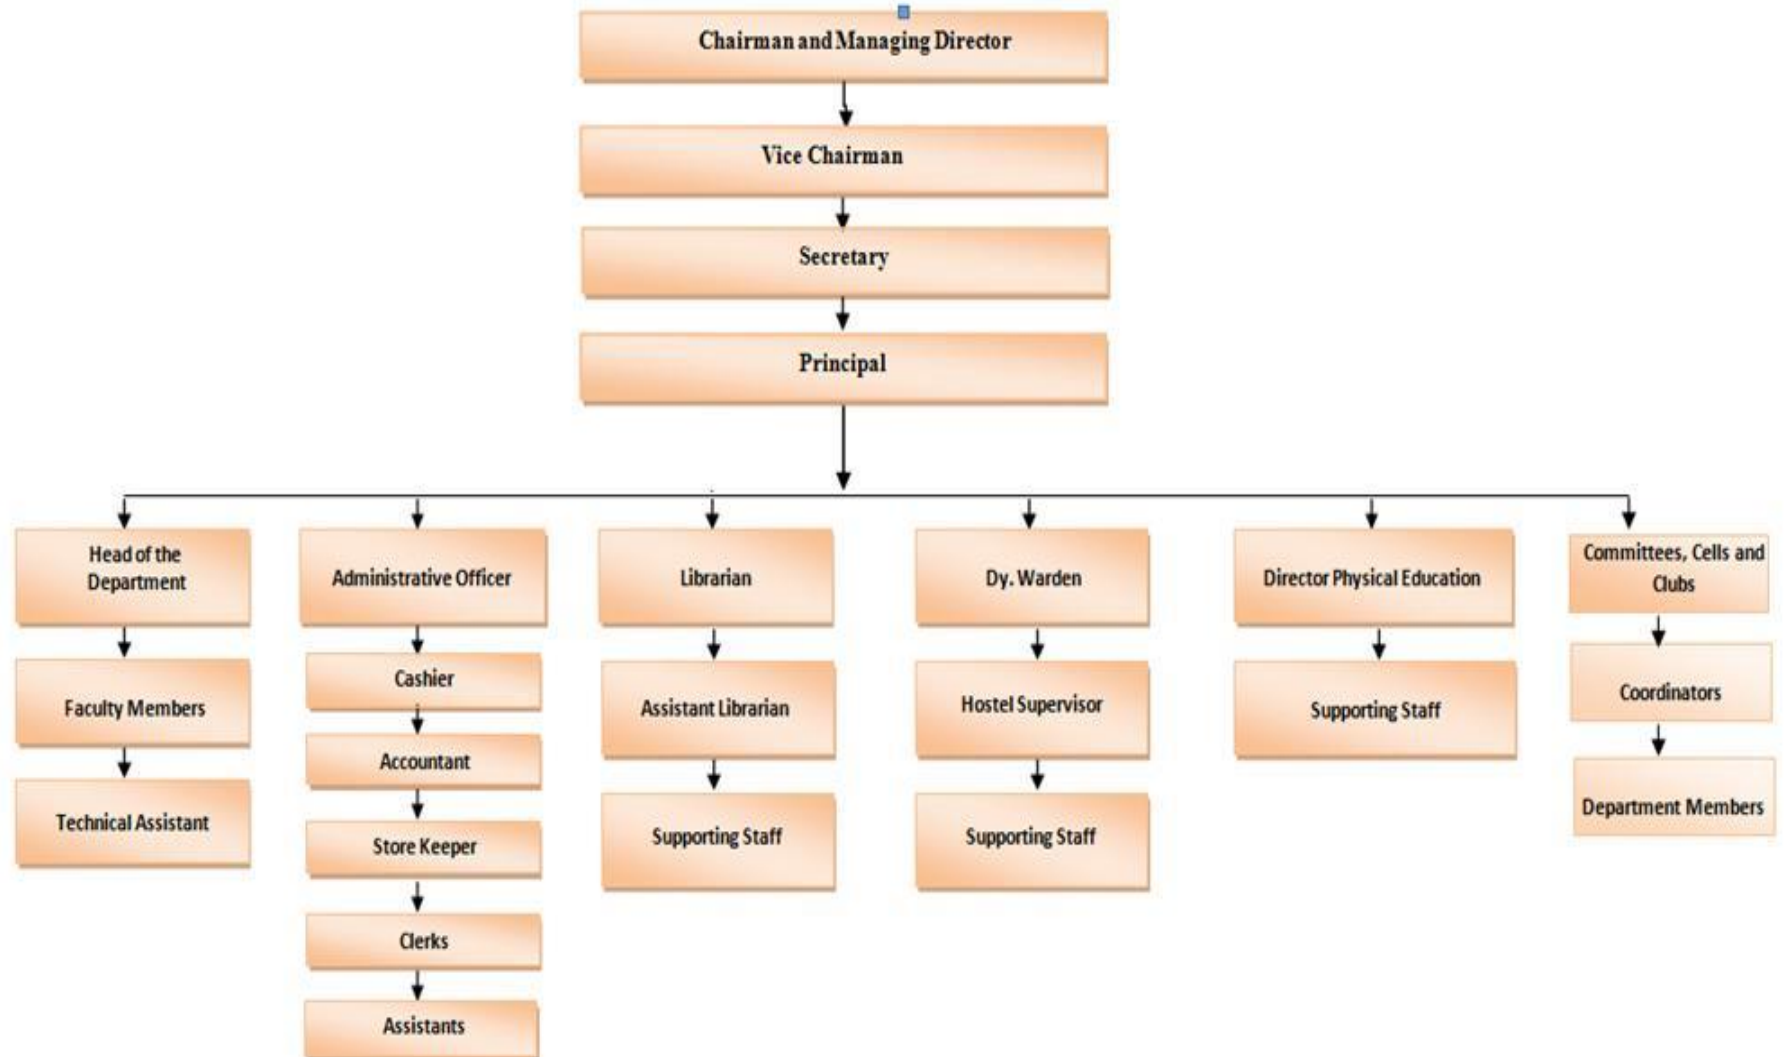 Chairman and Managing Director
Vice Chairman
Secretary
Principal
Head of the
Department
Administrative Officer
Librarian
Dy. Warden
Director Physical Education
Committees, Cells and
Clubs
Faculty Members
Technical Assistant
Cashier
Accountant
Store Keeper
Clerks
Assistants
Assistant Librarian
Supporting Staff
Hostel Supervisor
Supporting Staff
Supporting Staff
Coordinators
Department Members